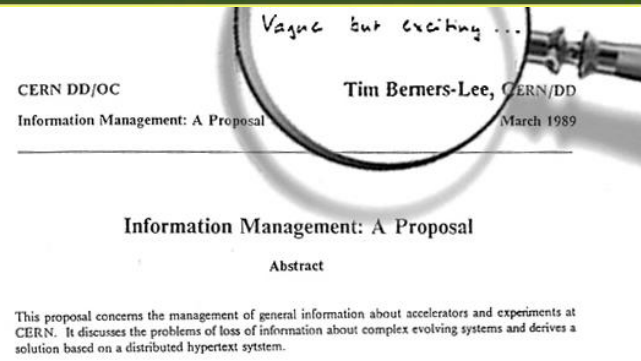 Vague but exciting ...
CERN DD/OC Tim Berners-Lee, CERN/DD
Information Management: A Proposal March 1989
Information Management: A Proposal
Abstract
This proposal concerns the management of general information about accelerators and experiments at
CERN. It discusses the problems of loss of information about complex evolving systems and derives a
solution based on a distributed hypertext sytstem.